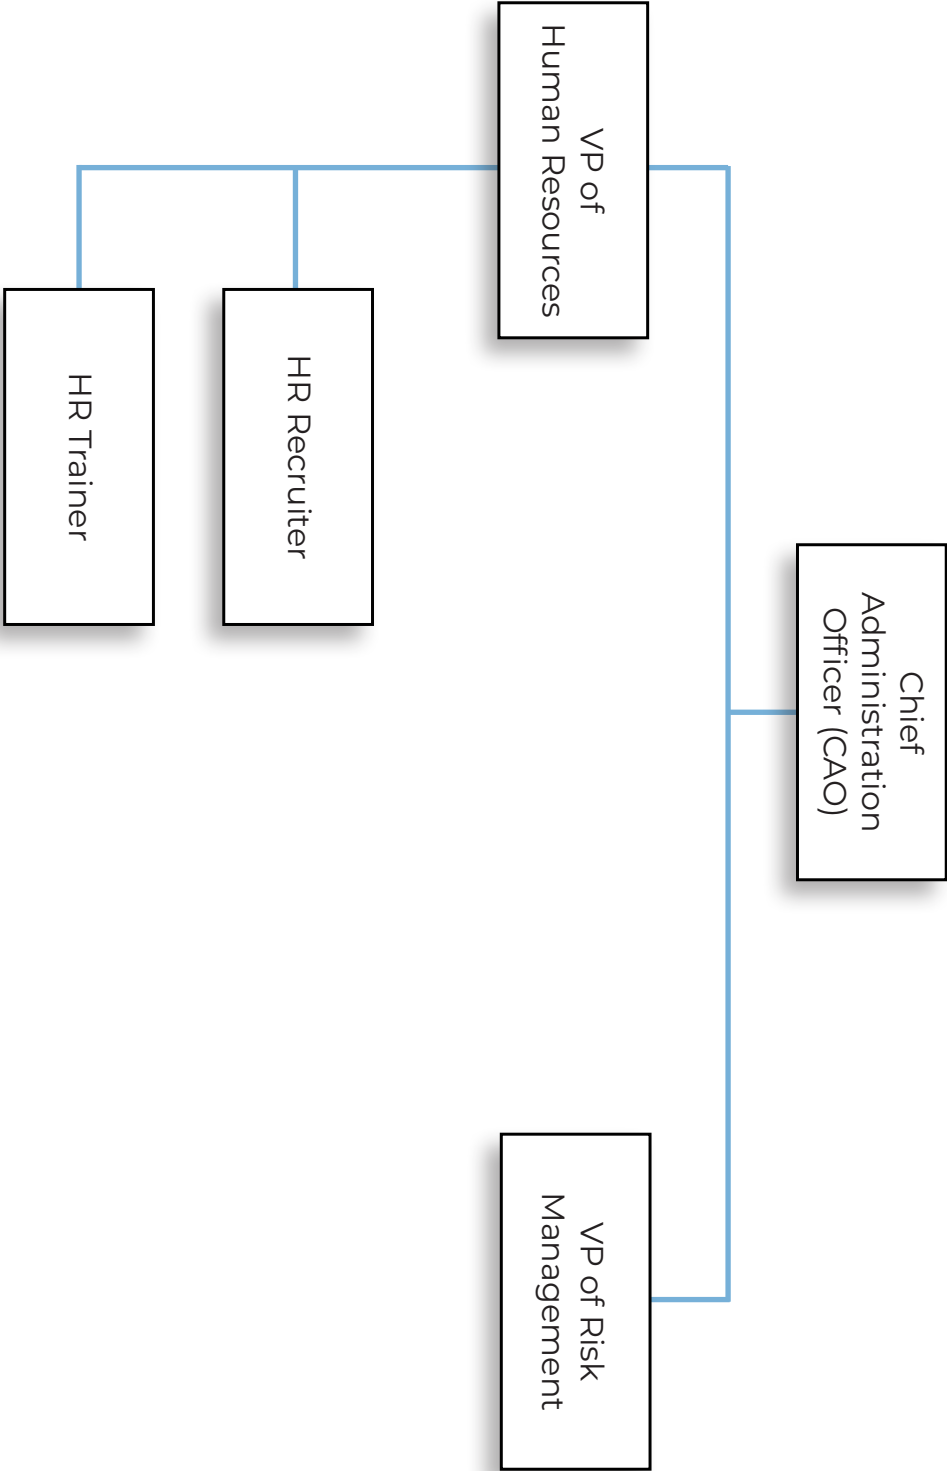 Chief
Administration
Officer (CAO)
VP of
Human Resources
VP of Risk
Management
HR Recruiter
HR Trainer